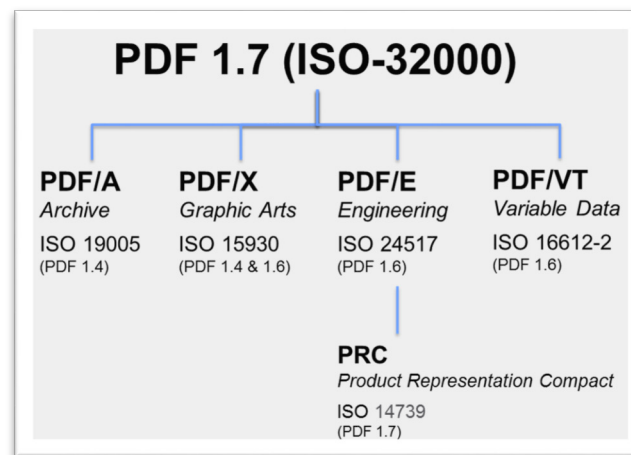 PDF 1.7 (ISO-32000)
PDF/A
Archive
ISO 19005
(PDF 1.4)
PDF/X
Graphic Arts
ISO 15930
(PDF 1.4 & 1.6)
PDF/E
Engineering
ISO 24517
(PDF 1.6)
PDF/VT
Variable Data
ISO 16612-2
(PDF 1.6)
PRC
Product Representation Compact
ISO 14739
(PDF 1.7)